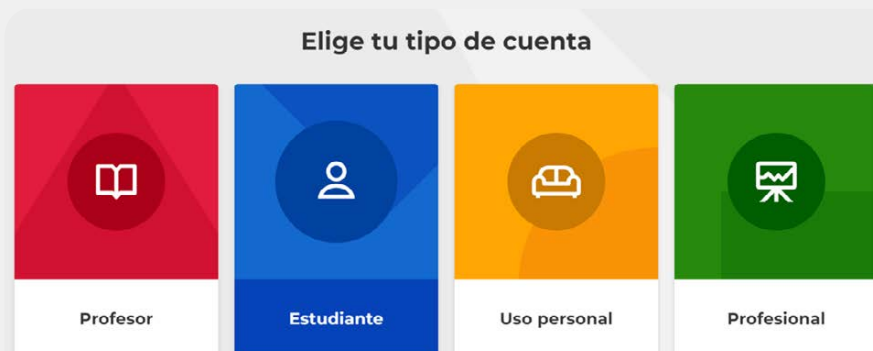 Elige tu tipo de cuenta
Profesor
Estudiante
Uso personal
Profesional